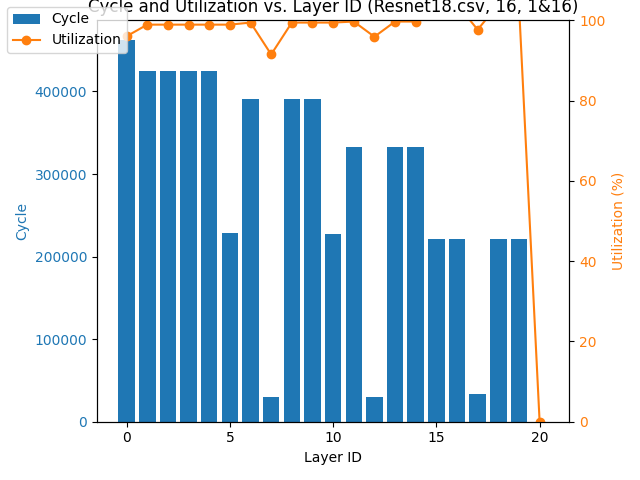 Cycle and Utilization vs. Layer ID (Resnet18.csv, 16, 1&16)
Cycle
Utilization
400000
300000
200000
100000
0
Cycle
100
80
60
40
20
0
Utilization (%)
0 5 10 15 20
Layer ID